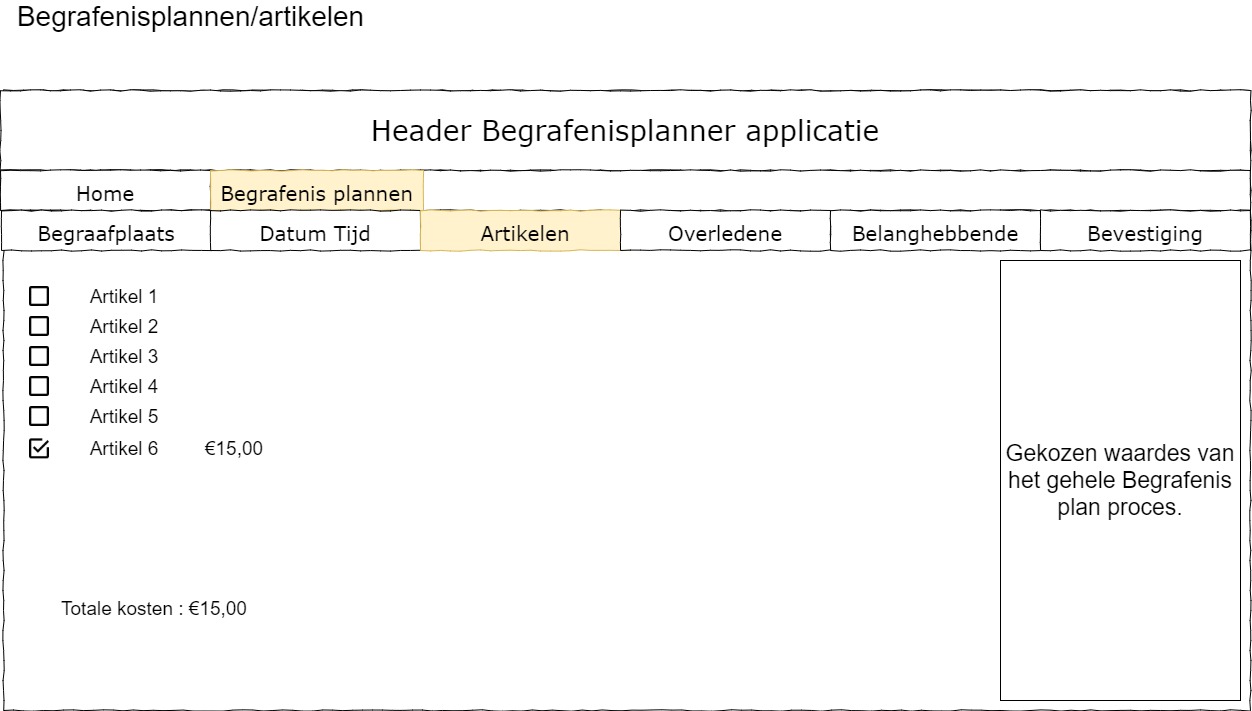 Begrafenisplannen/artikelen
Header Begrafenisplanner applicatie
Home Begrafenis plannen
Begraafplaats Datum Tijd Artikelen Overledene Belanghebbende Bevestiging
Artikel 1
Artikel 2
Artikel 3
Artikel 4
Artikel 5
Artikel 6 €15,00
Totale kosten : €15,00
Gekozen waardes van
het gehele Begrafenis
plan proces.